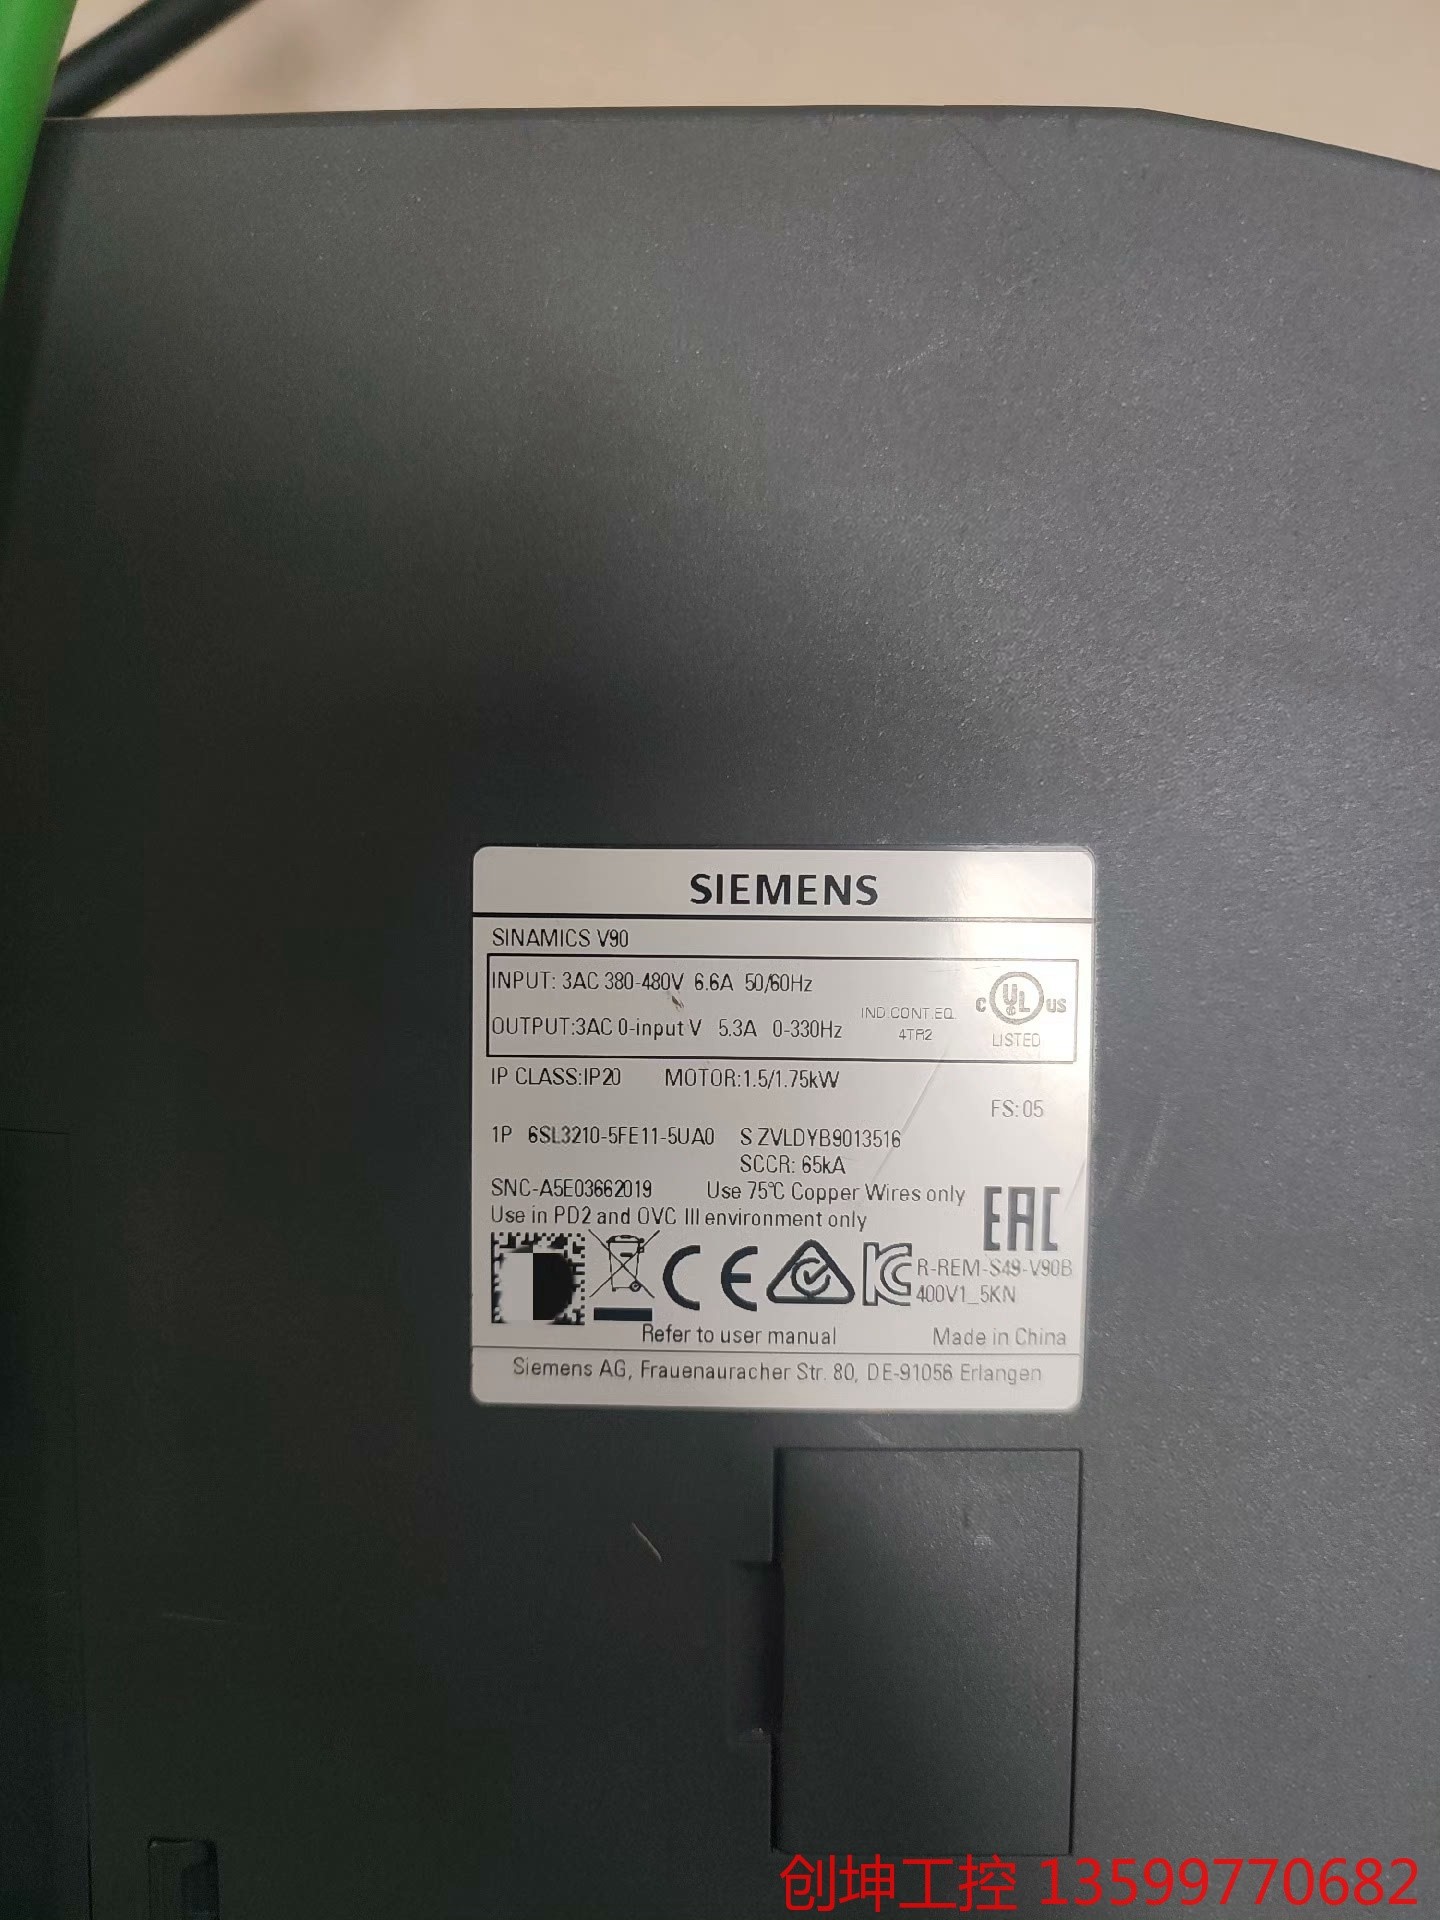 SIEMENS
SINAMICS V90
INPUT: 3AC 380-480V 6.6A 50/60Hz
OUTPUT:3AC 0-input V 5.3A 0-330Hz
IND.CONT.EQ.
4TR2
C UL US
LISTED
IP CLASS:IP20 MOTOR:1.5/1.75kW
FS: 05
1P 6SL3210-5FE11-5UA0 S ZVLDYB9013516
SCCR: 65kA
SNC-A5E03662019 Use 75℃ Copper Wires only
Use in PD2 and OVC III environment only
EAC
CE
R-REM-S49-V90B
400V1_5KN
Refer to user manual Made in China
Siemens AG, Frauenauracher Str. 80, DE-91056 Erlangen
创坤工控 13599770682